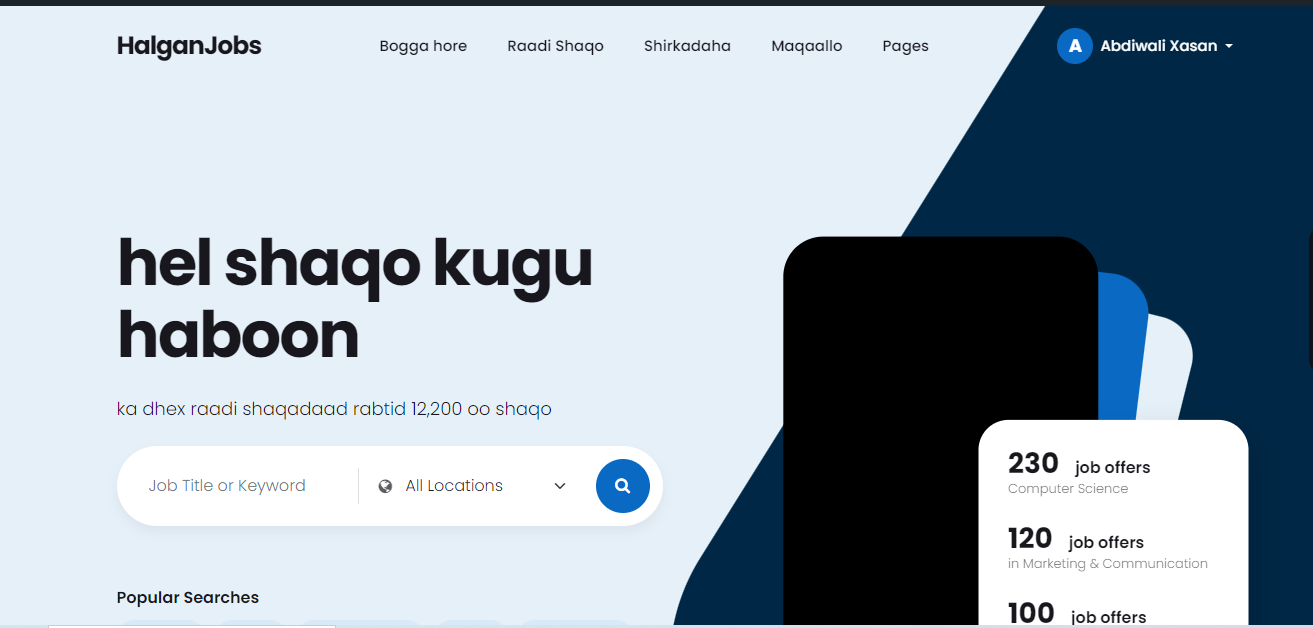 HalganJobs
Bogga hore
Raadi Shaqo
Shirkadaha
Maqaallo
Pages
A
Abdiwali Xasan
hel shaqo kugu
haboon
ka dhex raadi shaqadaad rabtid 12,200 oo shaqo
Job Title or Keyword
All Locations
Popular Searches
230 job offers
Computer Science
120 job offers
in Marketing & Communication
100 job offers